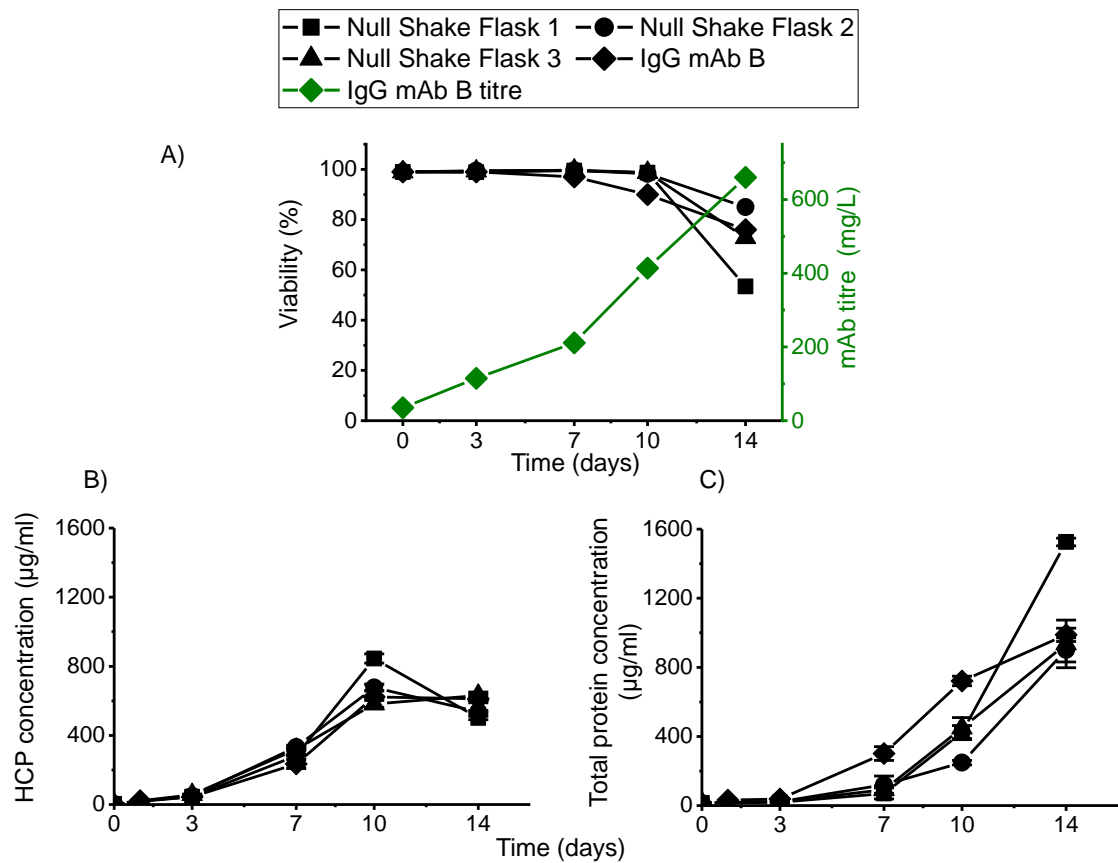 Null Shake Flask 1 Null Shake Flask 2
Null Shake Flask 3 IgG mAb B
IgG mAb B titre
A)
Viability (%)
100
80
60
40
20
0
mAb titre (mg/L)
600
400
200
0
0 3 7 10 14
Time (days)
B)
HCP concentration (µg/ml)
1600
1200
800
400
0
0 3 7 10 14
C)
Total protein concentration
(µg/ml)
1600
1200
800
400
0
0 3 7 10 14
Time (days)